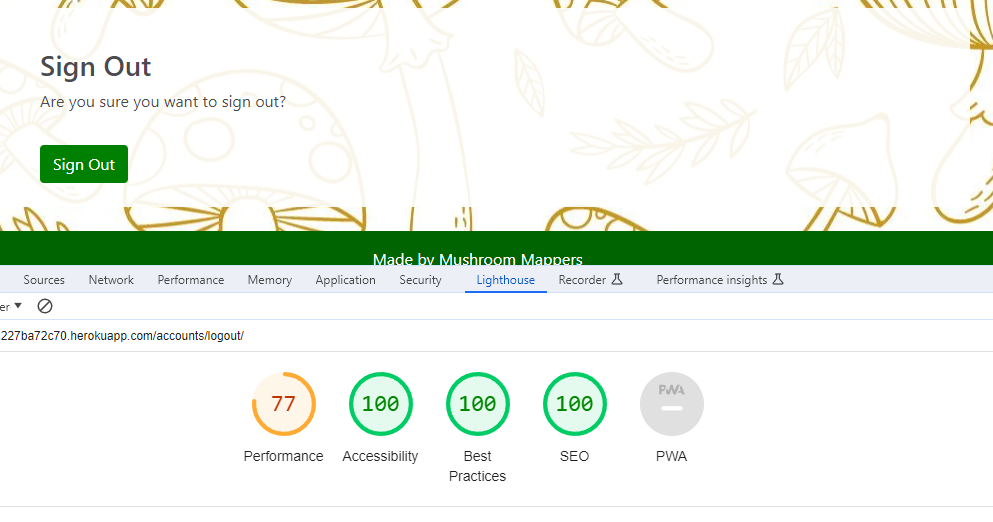 Sign Out
Are you sure you want to sign out?
Sign Out
Made by Mushroom Mappers
Sources Network Performance Memory Application Security Lighthouse Recorder Performance insights
er
227ba72c70.herokuapp.com/accounts/logout/
77 100 100 100 PWA
Performance Accessibility Best Practices SEO PWA